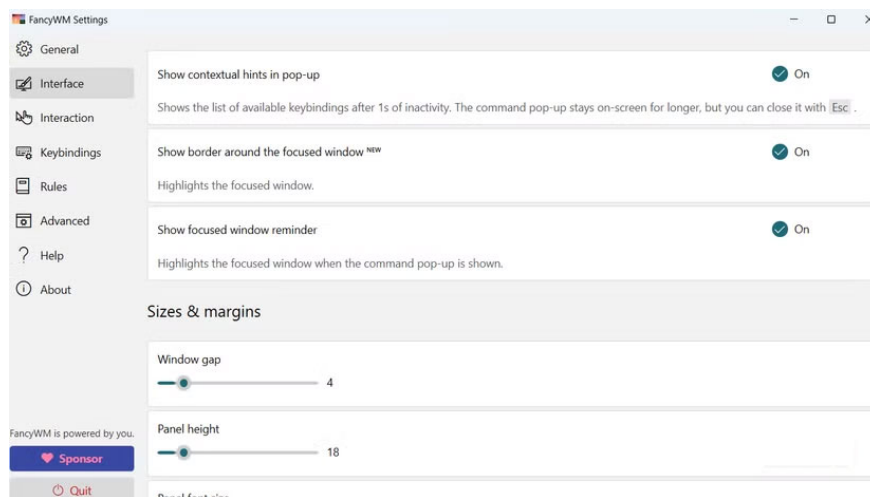 FancyWM Settings
General
Interface
Interaction
Keybindings
Rules
Advanced
Help
About
FancyWM is powered by you.
Sponsor
Quit
Show contextual hints in pop-up
On
Shows the list of available keybindings after 1s of inactivity. The command pop-up stays on-screen for longer, but you can close it with Esc .
Show border around the focused window NEW
On
Highlights the focused window.
Show focused window reminder
On
Highlights the focused window when the command pop-up is shown.
Sizes & margins
Window gap
4
Panel height
18
Panel font size